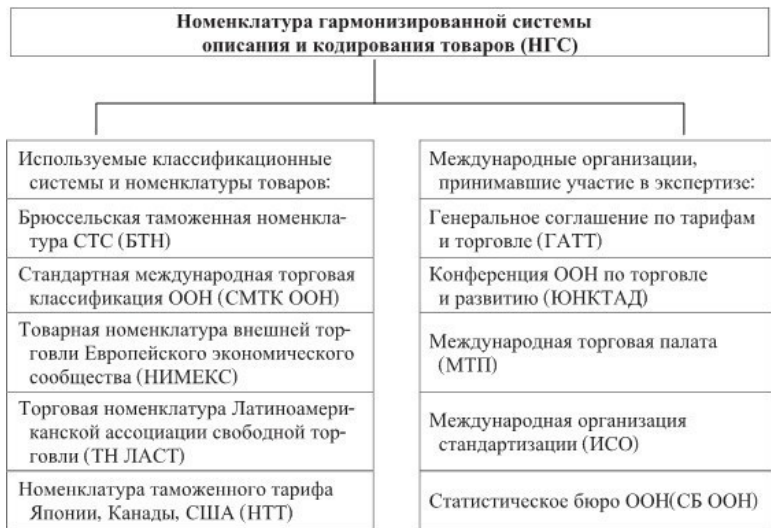 Номенклатура гармонизированной системы
описания и кодирования товаров (НГС)
Используемые классификационные
системы и номенклатуры товаров:
Брюссельская таможенная номенкла-
тура СТС (БТН)
Стандартная международная торговая
классификация ООН (СМТК ООН)
Товарная номенклатура внешней тор-
говли Европейского экономического
сообщества (НИМЕКС)
Торговая номенклатура Латиноамери-
канской ассоциации свободной тор-
говли (ТН ЛАСТ)
Номенклатура таможенного тарифа
Японии, Канады, США(НТТ)
Международные организации,
принимавшие участие в экспертизе:
Генеральное соглашение по тарифам
и торговле (ГАТТ)
Конференция ООН по торговле
и развитию (ЮНКТАД)
Международная торговая палата
(МТП)
Международная организация
стандартизации (ИСО)
Статистическое бюро ООН(СБ ООН)